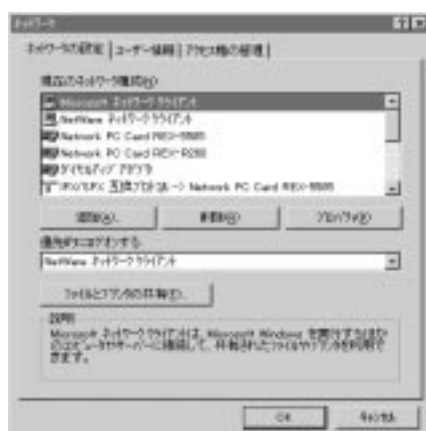 ネットワーク
ネットワークの設定 ユーザー情報 アクセス権の管理
現在のネットワーク構成(N)
Microsoft ネットワーク クライアント
NetWare ネットワーク クライアント
Network PC Card REX-5585
Network PC Card REX-R280
ダイヤルアップ アダプタ
IPX/SPX 互換プロトコル -> Network PC Card REX-5585
追加(A)... 削除(R) プロパティ(P)
優先的にログオンする
NetWare ネットワーク クライアント
ファイルとプリンタの共有(F)...
説明
Microsoft ネットワーク クライアントは、Microsoft Windows を実行するほか
のコンピュータやサーバーに接続して、共有されたファイルやプリンタを利用で
きます。
OK キャンセル